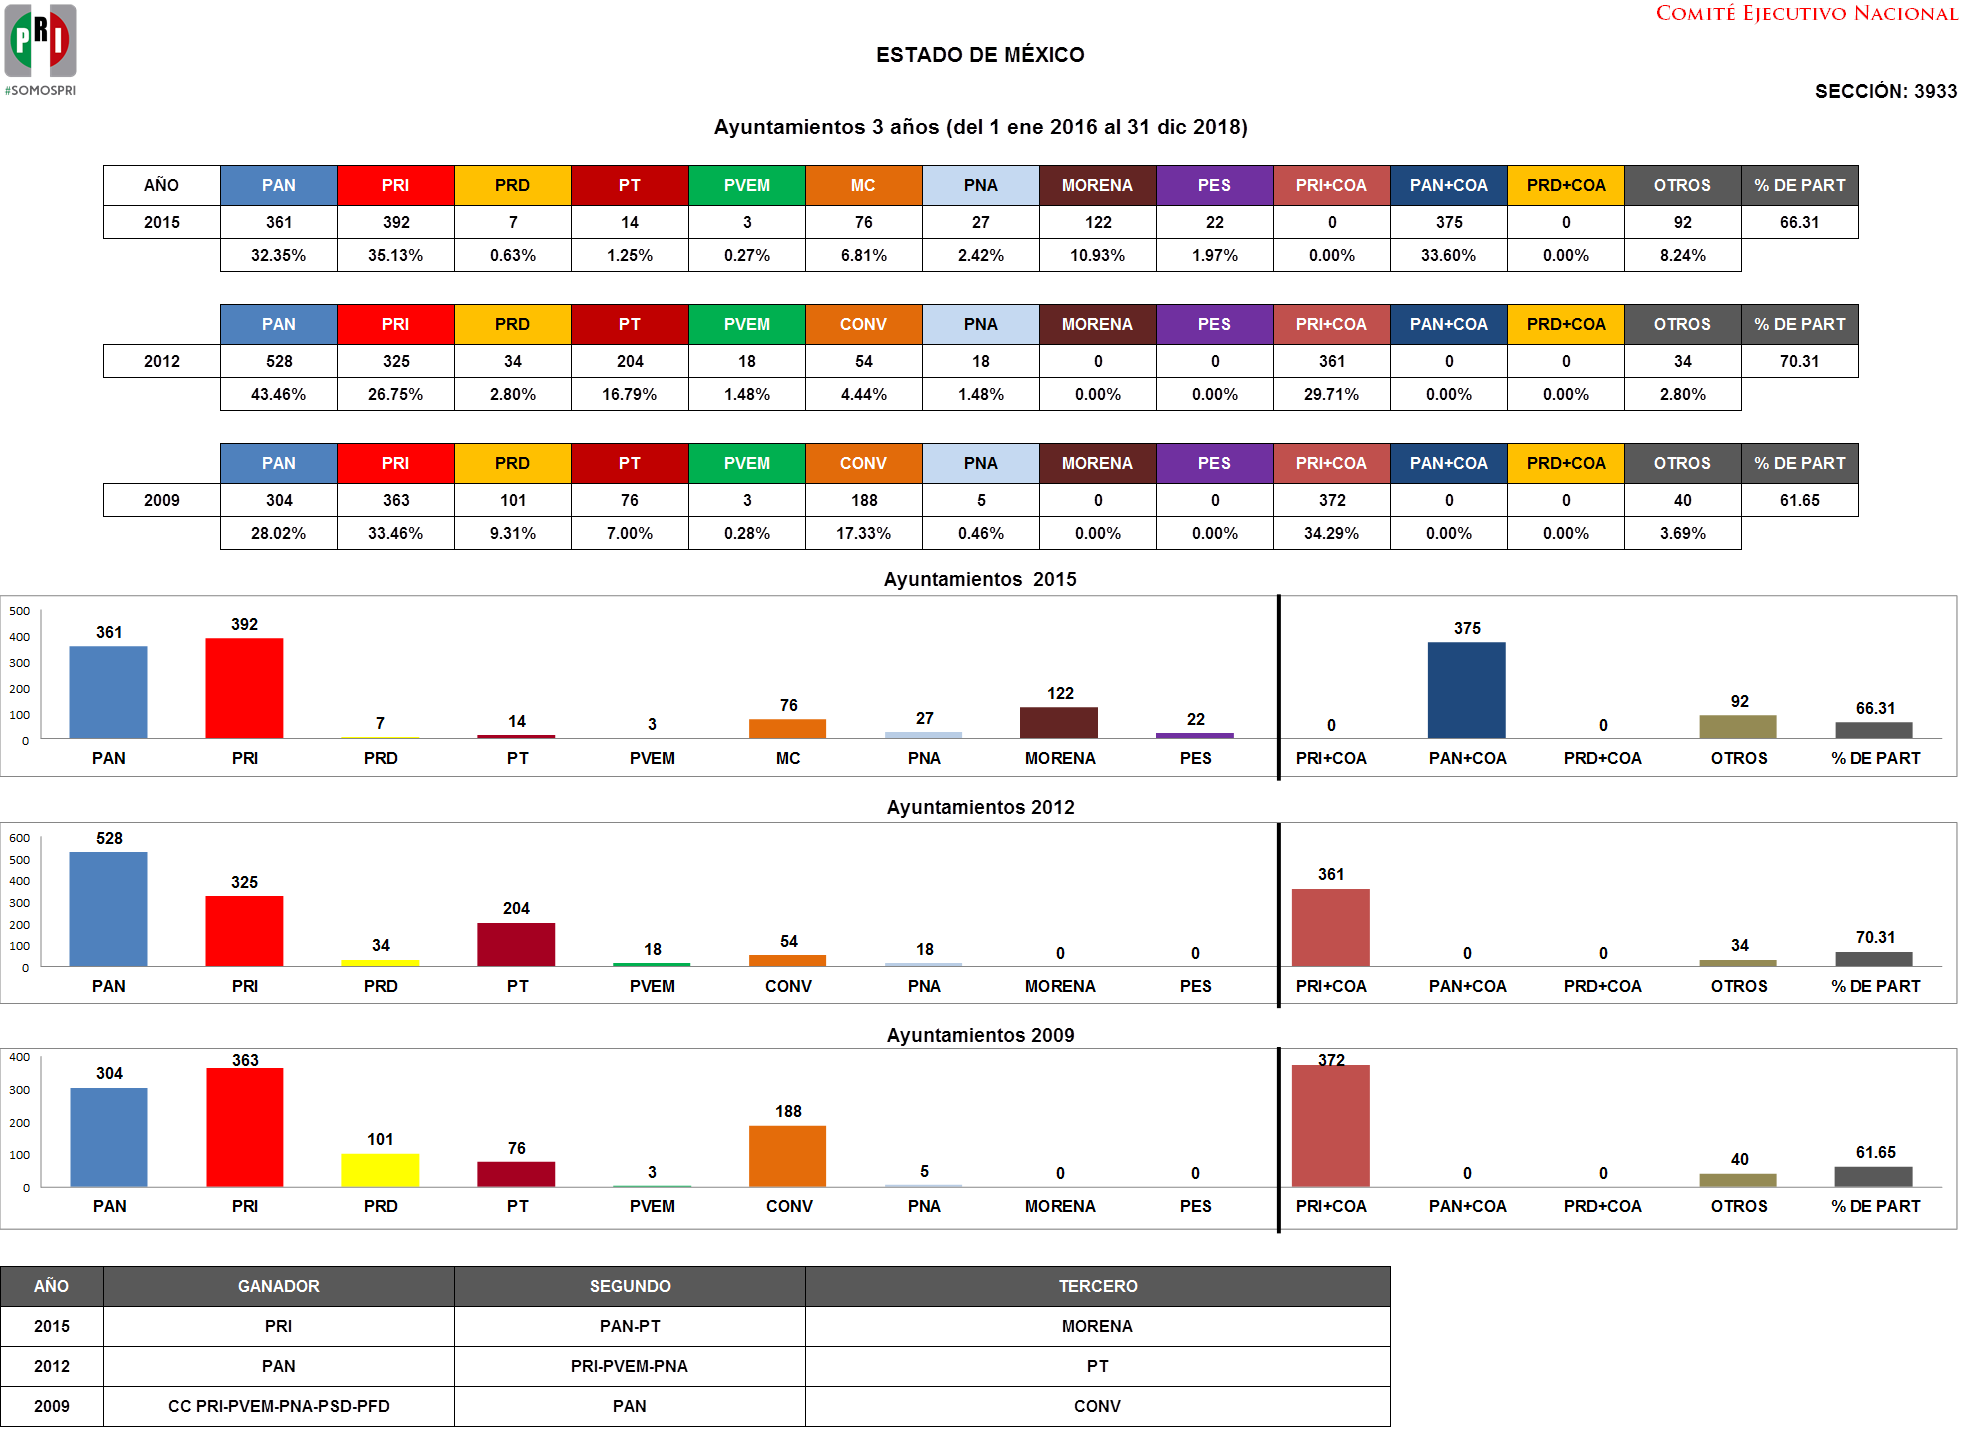 PRI
#SOMOSPRI
COMITÉ EJECUTIVO NACIONAL
ESTADO DE MÉXICO
SECCIÓN: 3933
Ayuntamientos 3 años (del 1 ene 2016 al 31 dic 2018)
AÑO PAN PRI PRD PT PVEM MC PNA MORENA PES PRI+COA PAN+COA PRD+COA OTROS % DE PART
2015 361 392 7 14 3 76 27 122 22 0 375 0 92 66.31
32.35% 35.13% 0.63% 1.25% 0.27% 6.81% 2.42% 10.93% 1.97% 0.00% 33.60% 0.00% 8.24%
PAN PRI PRD PT PVEM CONV PNA MORENA PES PRI+COA PAN+COA PRD+COA OTROS % DE PART
2012 528 325 34 204 18 54 18 0 0 361 0 0 34 70.31
43.46% 26.75% 2.80% 16.79% 1.48% 4.44% 1.48% 0.00% 0.00% 29.71% 0.00% 0.00% 2.80%
PAN PRI PRD PT PVEM CONV PNA MORENA PES PRI+COA PAN+COA PRD+COA OTROS % DE PART
2009 304 363 101 76 3 188 5 0 0 372 0 0 40 61.65
28.02% 33.46% 9.31% 7.00% 0.28% 17.33% 0.46% 0.00% 0.00% 34.29% 0.00% 0.00% 3.69%
Ayuntamientos 2015
500
400
300
200
100
0
361 392 7 14 3 76 27 122 22 0 375 0 92 66.31
PAN PRI PRD PT PVEM MC PNA MORENA PES PRI+COA PAN+COA PRD+COA OTROS % DE PART
Ayuntamientos 2012
600
500
400
300
200
100
0
528 325 34 204 18 54 18 0 0 361 0 0 34 70.31
PAN PRI PRD PT PVEM CONV PNA MORENA PES PRI+COA PAN+COA PRD+COA OTROS % DE PART
Ayuntamientos 2009
400
300
200
100
0
304 363 101 76 3 188 5 0 0 372 0 0 40 61.65
PAN PRI PRD PT PVEM CONV PNA MORENA PES PRI+COA PAN+COA PRD+COA OTROS % DE PART
AÑO GANADOR SEGUNDO TERCERO
2015 PRI PAN-PT MORENA
2012 PAN PRI-PVEM-PNA PT
2009 CC PRI-PVEM-PNA-PSD-PFD PAN CONV